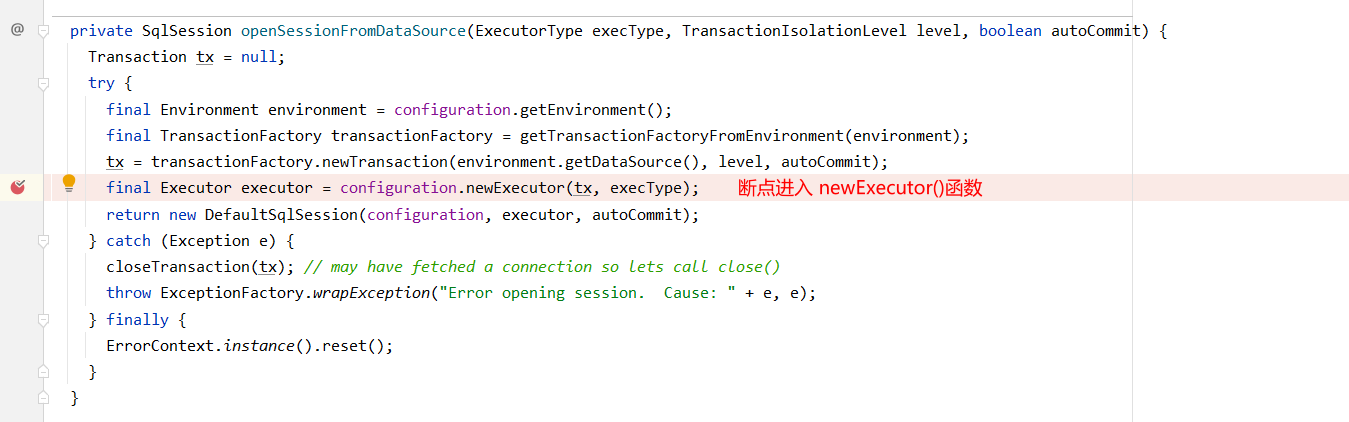 @ private SqlSession openSessionFromDataSource(ExecutorType execType, TransactionIsolationLevel level, boolean autoCommit) {
Transaction tx = null;
try {
final Environment environment = configuration.getEnvironment();
final TransactionFactory transactionFactory = getTransactionFactoryFromEnvironment(environment);
tx = transactionFactory.newTransaction(environment.getDataSource(), level, autoCommit);
final Executor executor = configuration.newExecutor(tx, execType); 断点进入 newExecutor()函数
return new DefaultSqlSession(configuration, executor, autoCommit);
} catch (Exception e) {
closeTransaction(tx); // may have fetched a connection so lets call close()
throw ExceptionFactory.wrapException("Error opening session.  Cause: " + e, e);
} finally {
ErrorContext.instance().reset();
}
}